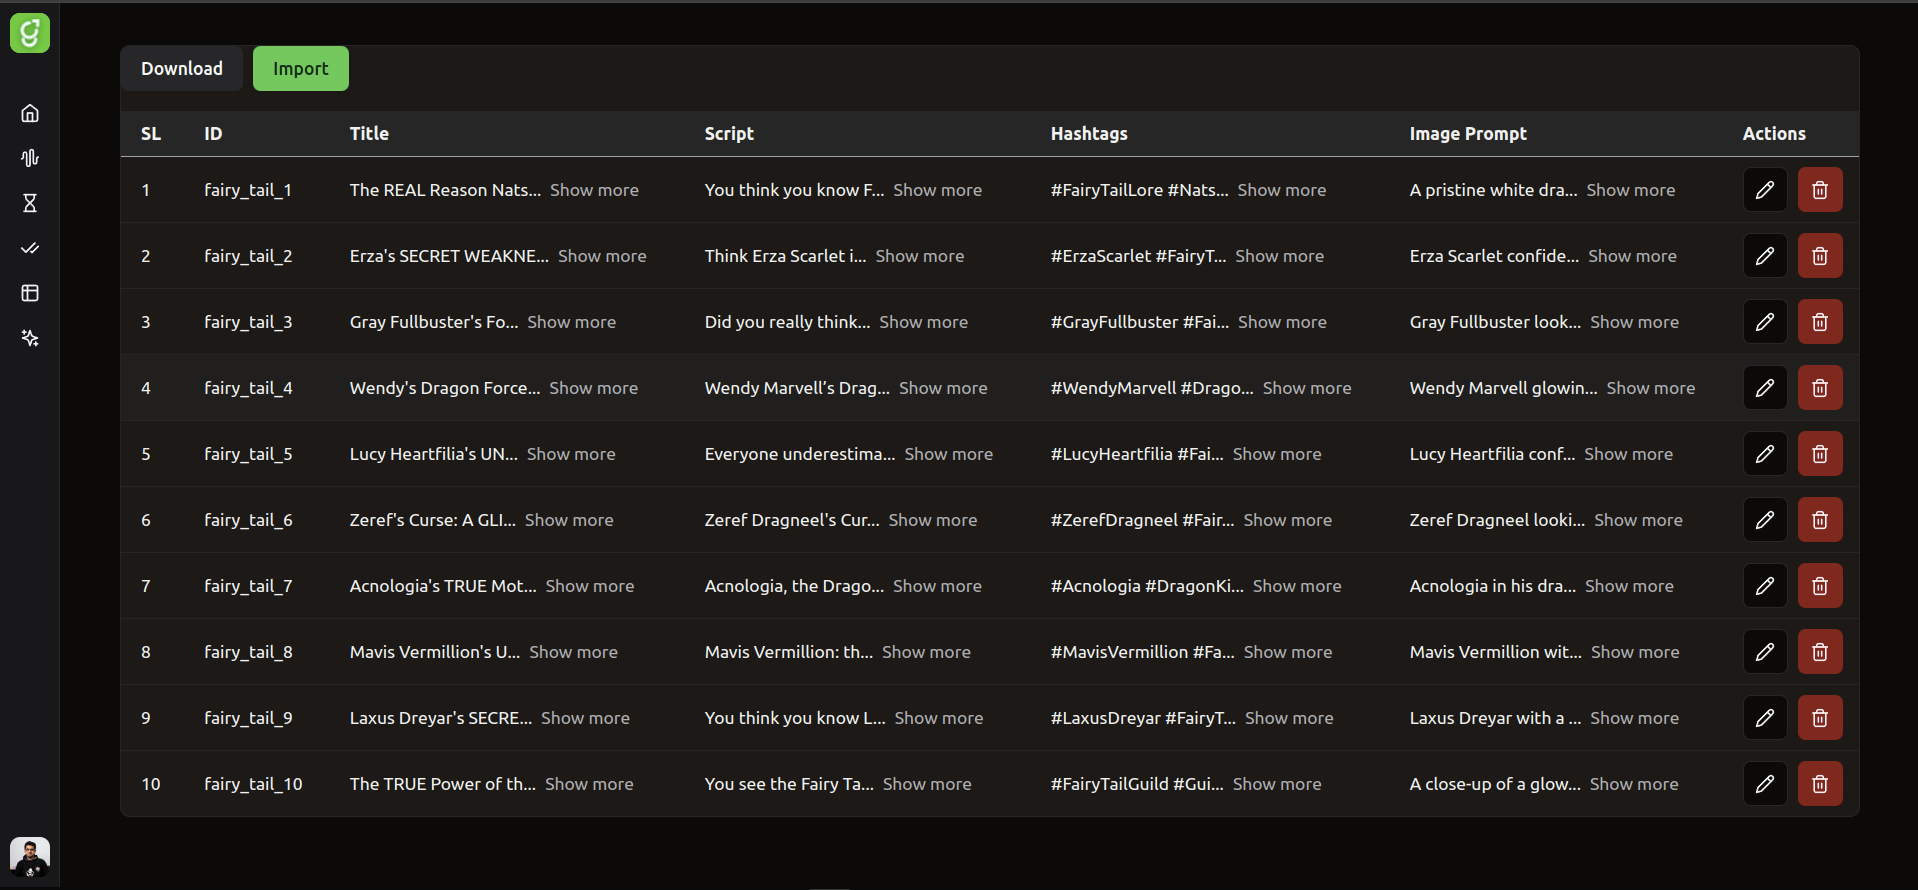 Download Import
SL ID Title Script Hashtags Image Prompt Actions
1 fairy_tail_1 The REAL Reason Nats... Show more You think you know F... Show more #FairyTailLore #Nats... Show more A pristine white dra... Show more
2 fairy_tail_2 Erza's SECRET WEAKNE... Show more Think Erza Scarlet i... Show more #ErzaScarlet #FairyT... Show more Erza Scarlet confide... Show more
3 fairy_tail_3 Gray Fullbuster's Fo... Show more Did you really think... Show more #GrayFullbuster #Fai... Show more Gray Fullbuster look... Show more
4 fairy_tail_4 Wendy's Dragon Force... Show more Wendy Marvell’s Drag... Show more #WendyMarvell #Drago... Show more Wendy Marvell glowin... Show more
5 fairy_tail_5 Lucy Heartfilia's UN... Show more Everyone underestima... Show more #LucyHeartfilia #Fai... Show more Lucy Heartfilia conf... Show more
6 fairy_tail_6 Zeref's Curse: A GLI... Show more Zeref Dragneel's Cur... Show more #ZerefDragneel #Fair... Show more Zeref Dragneel looki... Show more
7 fairy_tail_7 Acnologia's TRUE Mot... Show more Acnologia, the Drago... Show more #Acnologia #DragonKi... Show more Acnologia in his dra... Show more
8 fairy_tail_8 Mavis Vermillion's U... Show more Mavis Vermillion: th... Show more #MavisVermillion #Fa... Show more Mavis Vermillion wit... Show more
9 fairy_tail_9 Laxus Dreyar's SECRE... Show more You think you know L... Show more #LaxusDreyar #FairyT... Show more Laxus Dreyar with a ... Show more
10 fairy_tail_10 The TRUE Power of th... Show more You see the Fairy Ta... Show more #FairyTailGuild #Gui... Show more A close-up of a glow... Show more